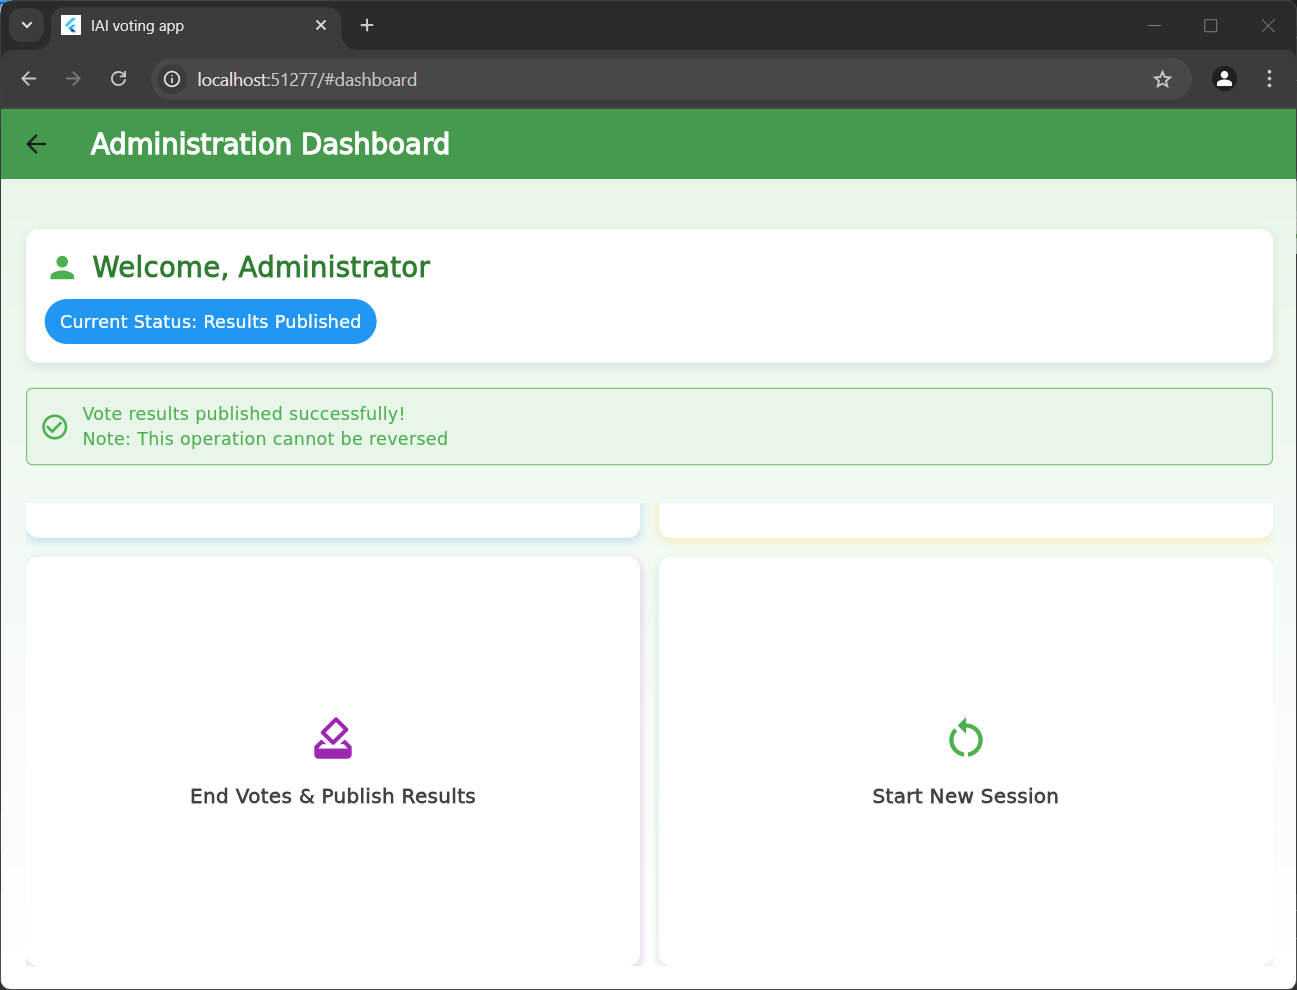 IAI voting app
localhost:51277/#dashboard
Administration Dashboard
Welcome, Administrator
Current Status: Results Published
Vote results published successfully!
Note: This operation cannot be reversed
End Votes & Publish Results
Start New Session